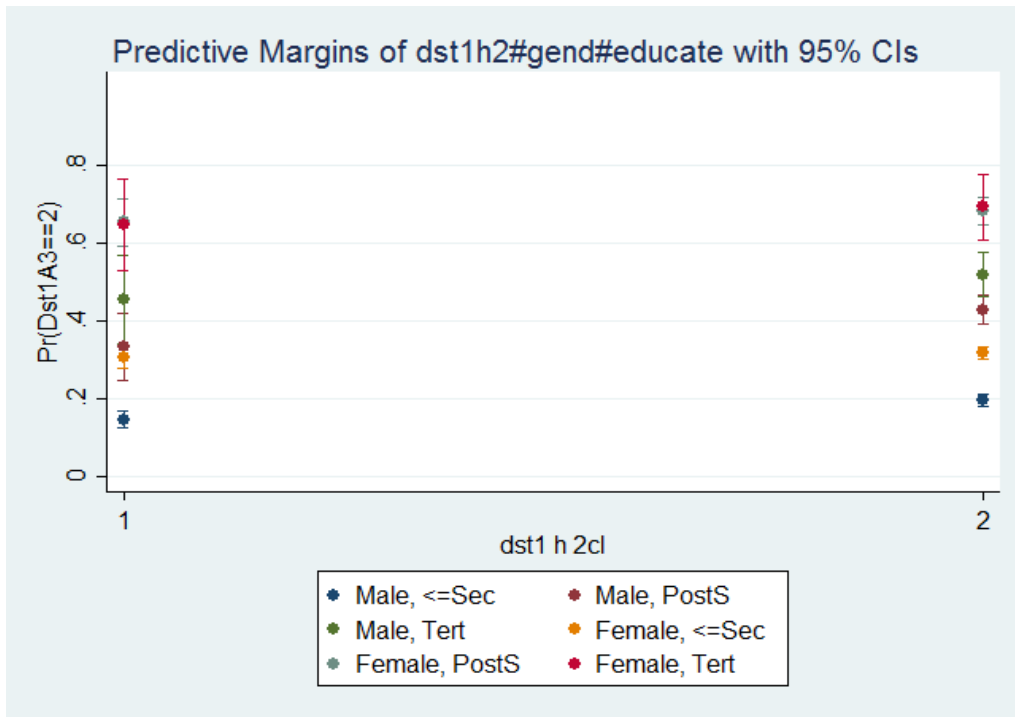 Predictive Margins of dst1h2#gend#educate with 95% CIs
Pr(Dst1A3==2)
.8
.6
.4
.2
0
1 2
dst1 h 2cl
Male, <=Sec Male, PostS
Male, Tert Female, <=Sec
Female, PostS Female, Tert